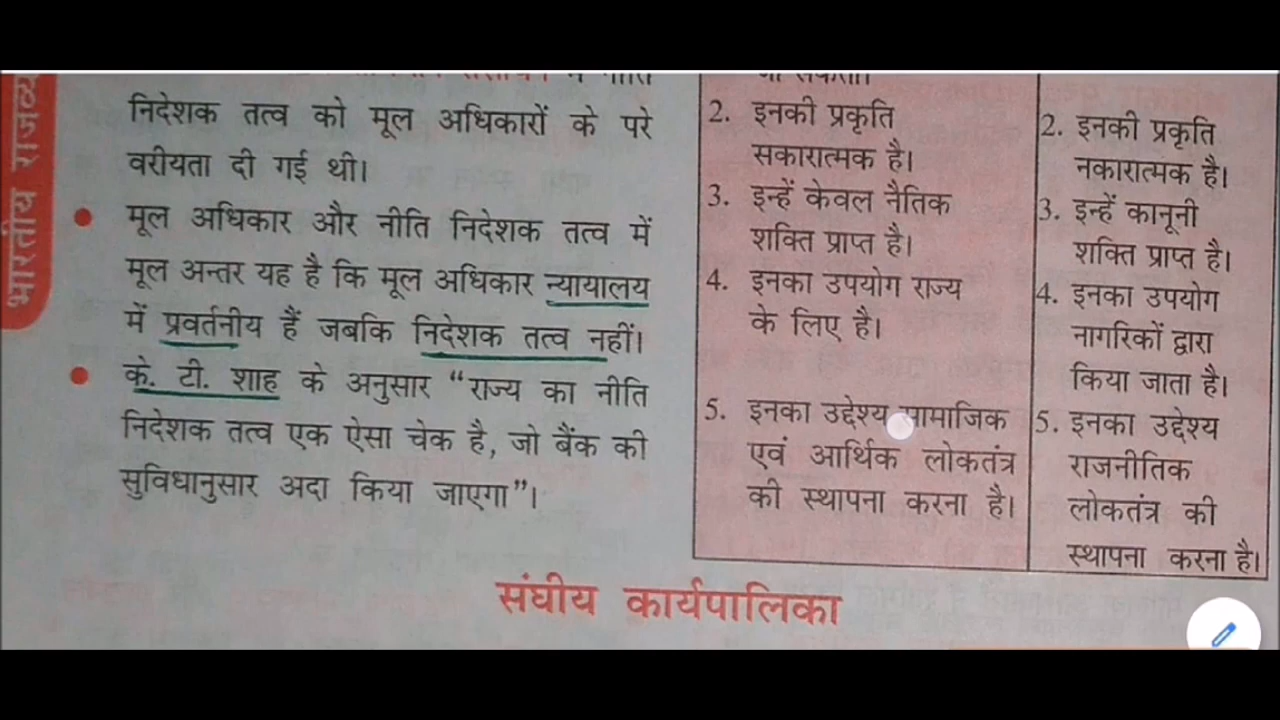 भारतीय राजव्य
निदेशक तत्व को मूल अधिकारों के परे
वरीयता दी गई थी।
मूल अधिकार और नीति निदेशक तत्व में
मूल अन्तर यह है कि मूल अधिकार न्यायालय
में प्रवर्तनीय हैं जबकि निदेशक तत्व नहीं।
के. टी. शाह के अनुसार “राज्य का नीति
निदेशक तत्व एक ऐसा चेक है, जो बैंक की
सुविधानुसार अदा किया जाएगा”।
2. इनकी प्रकृति
सकारात्मक है।
3. इन्हें केवल नैतिक
शक्ति प्राप्त है।
4. इनका उपयोग राज्य
के लिए है।
5. इनका उद्देश्य सामाजिक
एवं आर्थिक लोकतंत्र
की स्थापना करना है।
2. इनकी प्रकृति
नकारात्मक है।
3. इन्हें कानूनी
शक्ति प्राप्त है।
4. इनका उपयोग
नागरिकों द्वारा
किया जाता है।
5. इनका उद्देश्य
राजनीतिक
लोकतंत्र की
स्थापना करना है।
संघीय कार्यपालिका